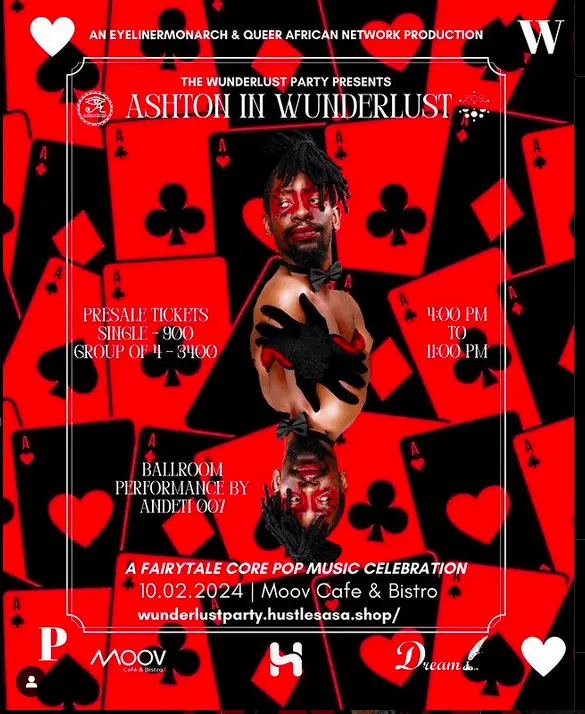 AN EYELINERMONARCH & QUEER AFRICAN NETWORK PRODUCTION
W
THE WUNDERLUST PARTY PRESENTS
ASHTON IN WUNDERLUST
PRESALE TICKETS
SINGLE - 900
GROUP OF 4 - 3400
4:00 PM
TO
11:00 PM
BALLROOM
PERFORMANCE BY
ANDETI 007
A FAIRYTALE CORE POP MUSIC CELEBRATION
10.02.2024 | Moov Cafe & Bistro
wunderlustparty.hustlesasa.shop/
P
MOOV
Café & Bistro
H
Dream